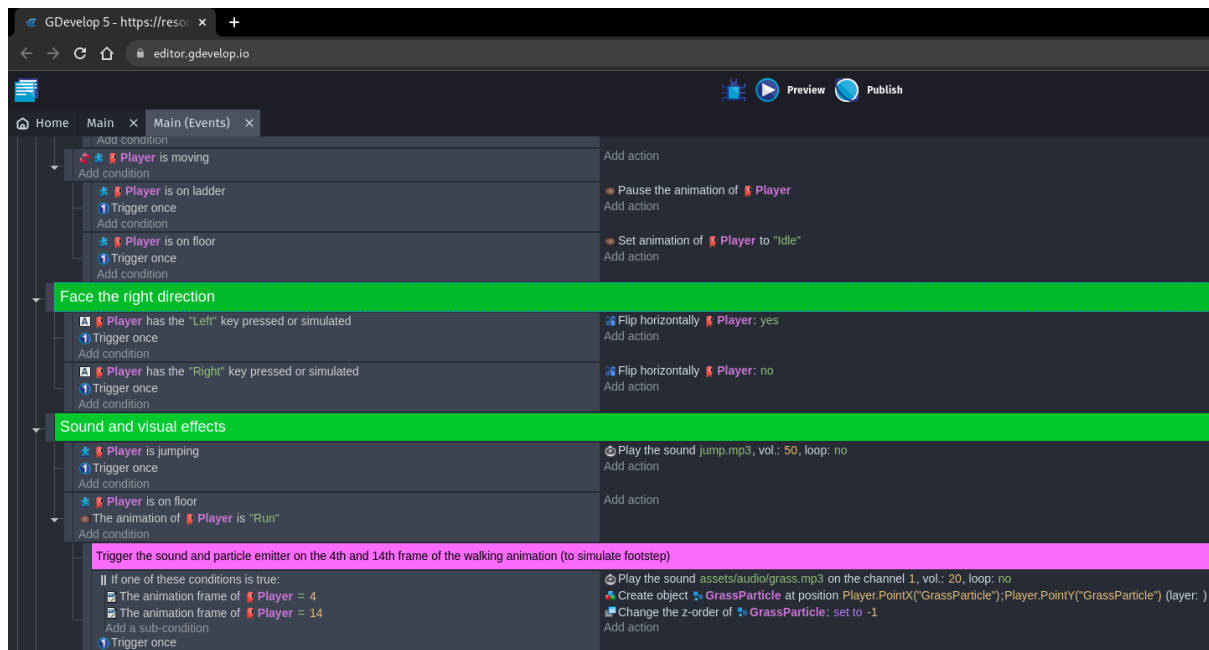 GDevelop 5 - https://resou
editor.gdevelop.io
Preview
Publish
Home
Main
Main (Events)
Add condition
Player is moving
Add action
Add condition
Player is on ladder
Pause the animation of Player
Trigger once
Add action
Add condition
Player is on floor
Set animation of Player to "Idle"
Trigger once
Add action
Add condition
Face the right direction
Player has the "Left" key pressed or simulated
Flip horizontally Player: yes
Trigger once
Add action
Add condition
Player has the "Right" key pressed or simulated
Flip horizontally Player: no
Trigger once
Add action
Add condition
Sound and visual effects
Player is jumping
Play the sound jump.mp3, vol.: 50, loop: no
Trigger once
Add action
Add condition
Player is on floor
Add action
The animation of Player is "Run"
Add condition
Trigger the sound and particle emitter on the 4th and 14th frame of the walking animation (to simulate footstep)
If one of these conditions is true:
Play the sound assets/audio/grass.mp3 on the channel 1, vol.: 20, loop: no
The animation frame of Player = 4
Create object GrassParticle at position Player.PointX("GrassParticle");Player.PointY("GrassParticle") (layer: )
The animation frame of Player = 14
Change the z-order of GrassParticle: set to -1
Add a sub-condition
Add action
Trigger once